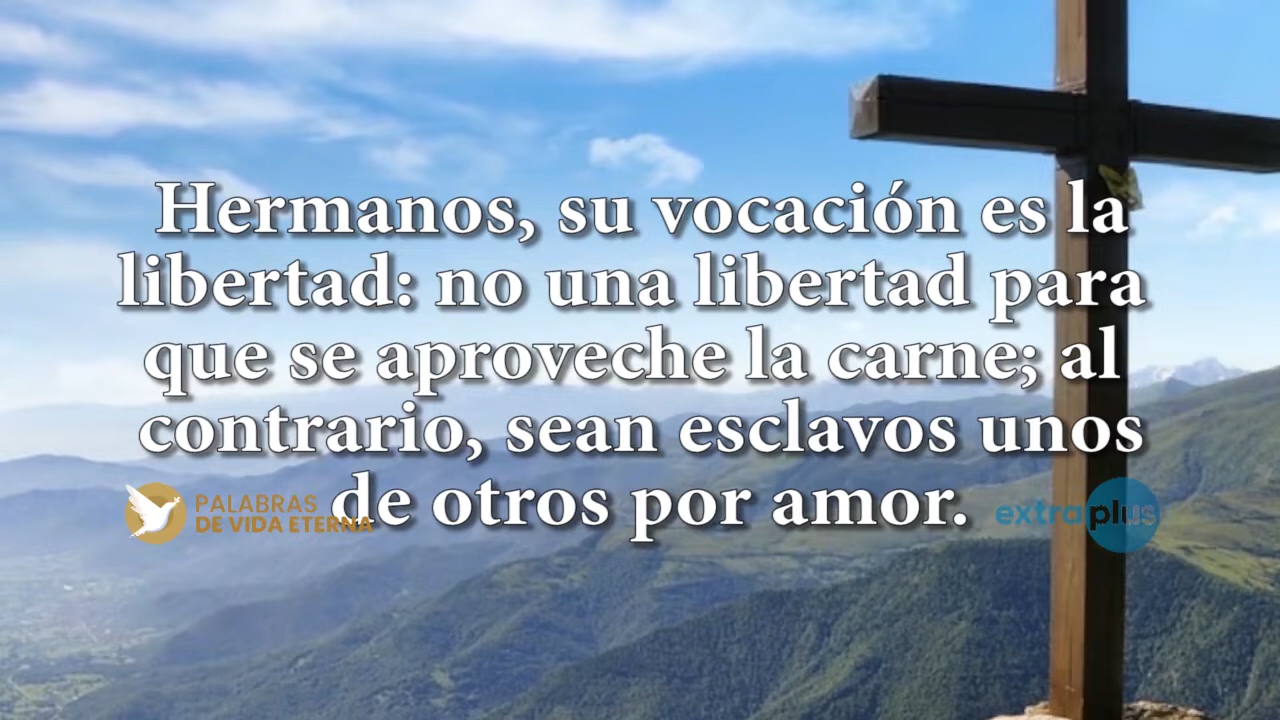 Hermanos, su vocación es la
libertad: no una libertad para
que se aproveche la carne; al
contrario, sean esclavos unos
de otros por amor.
PALABRAS
DE VIDA ETERNA
extraplus